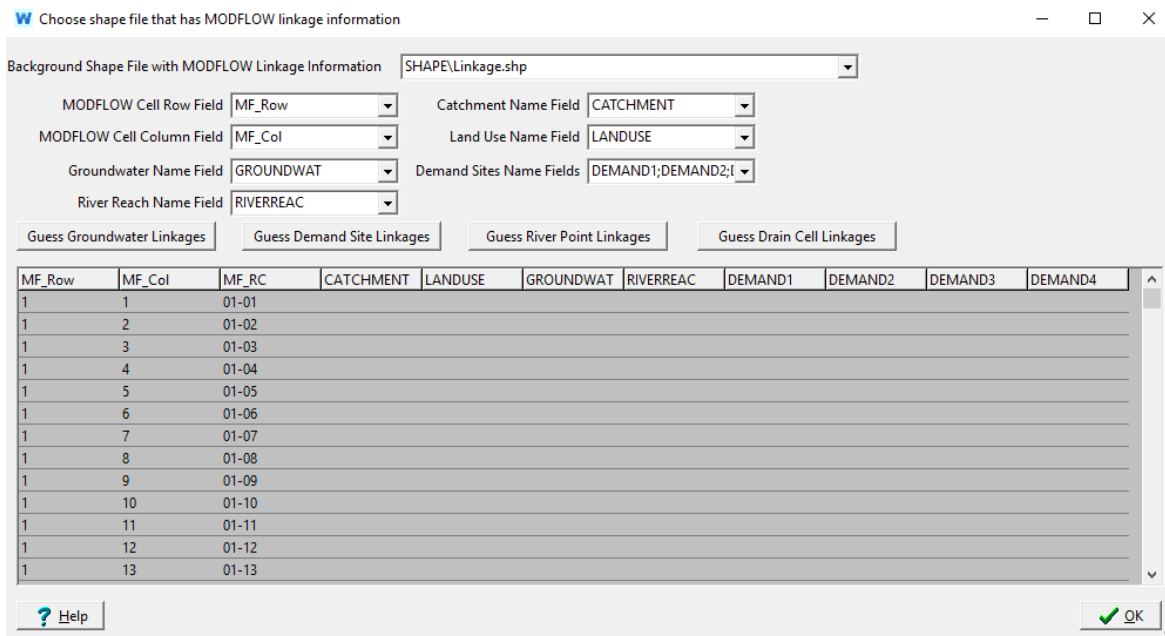 W Choose shape file that has MODFLOW linkage information
Background Shape File with MODFLOW Linkage Information SHAPE\Linkage.shp
MODFLOW Cell Row Field MF_Row Catchment Name Field CATCHMENT
MODFLOW Cell Column Field MF_Col Land Use Name Field LANDUSE
Groundwater Name Field GROUNDWAT Demand Sites Name Fields DEMAND1;DEMAND2;
River Reach Name Field RIVERREAC
Guess Groundwater Linkages Guess Demand Site Linkages Guess River Point Linkages Guess Drain Cell Linkages
MF_Row MF_Col MF_RC CATCHMENT LANDUSE GROUNDWAT RIVERREAC DEMAND1 DEMAND2 DEMAND3 DEMAND4
1 1 01-01
1 2 01-02
1 3 01-03
1 4 01-04
1 5 01-05
1 6 01-06
1 7 01-07
1 8 01-08
1 9 01-09
1 10 01-10
1 11 01-11
1 12 01-12
1 13 01-13
? Help OK